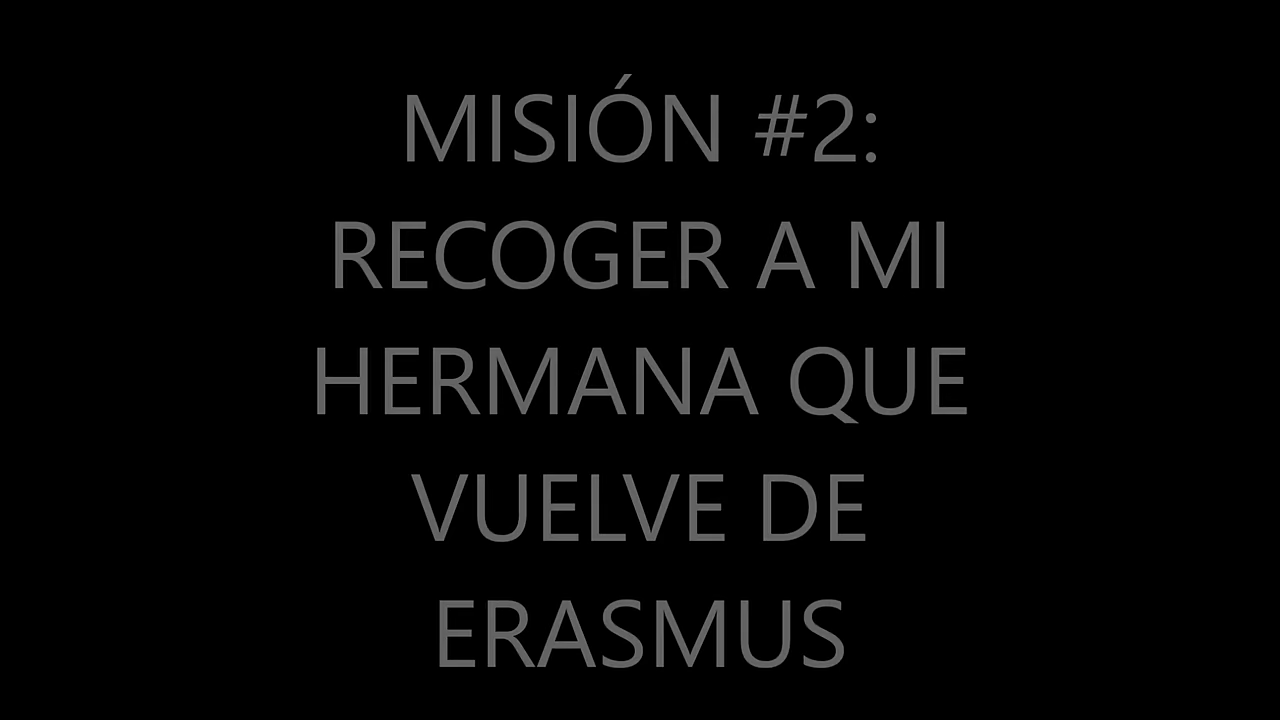 MISIÓN #2:
RECOGER A MI
HERMANA QUE
VUELVE DE
ERASMUS